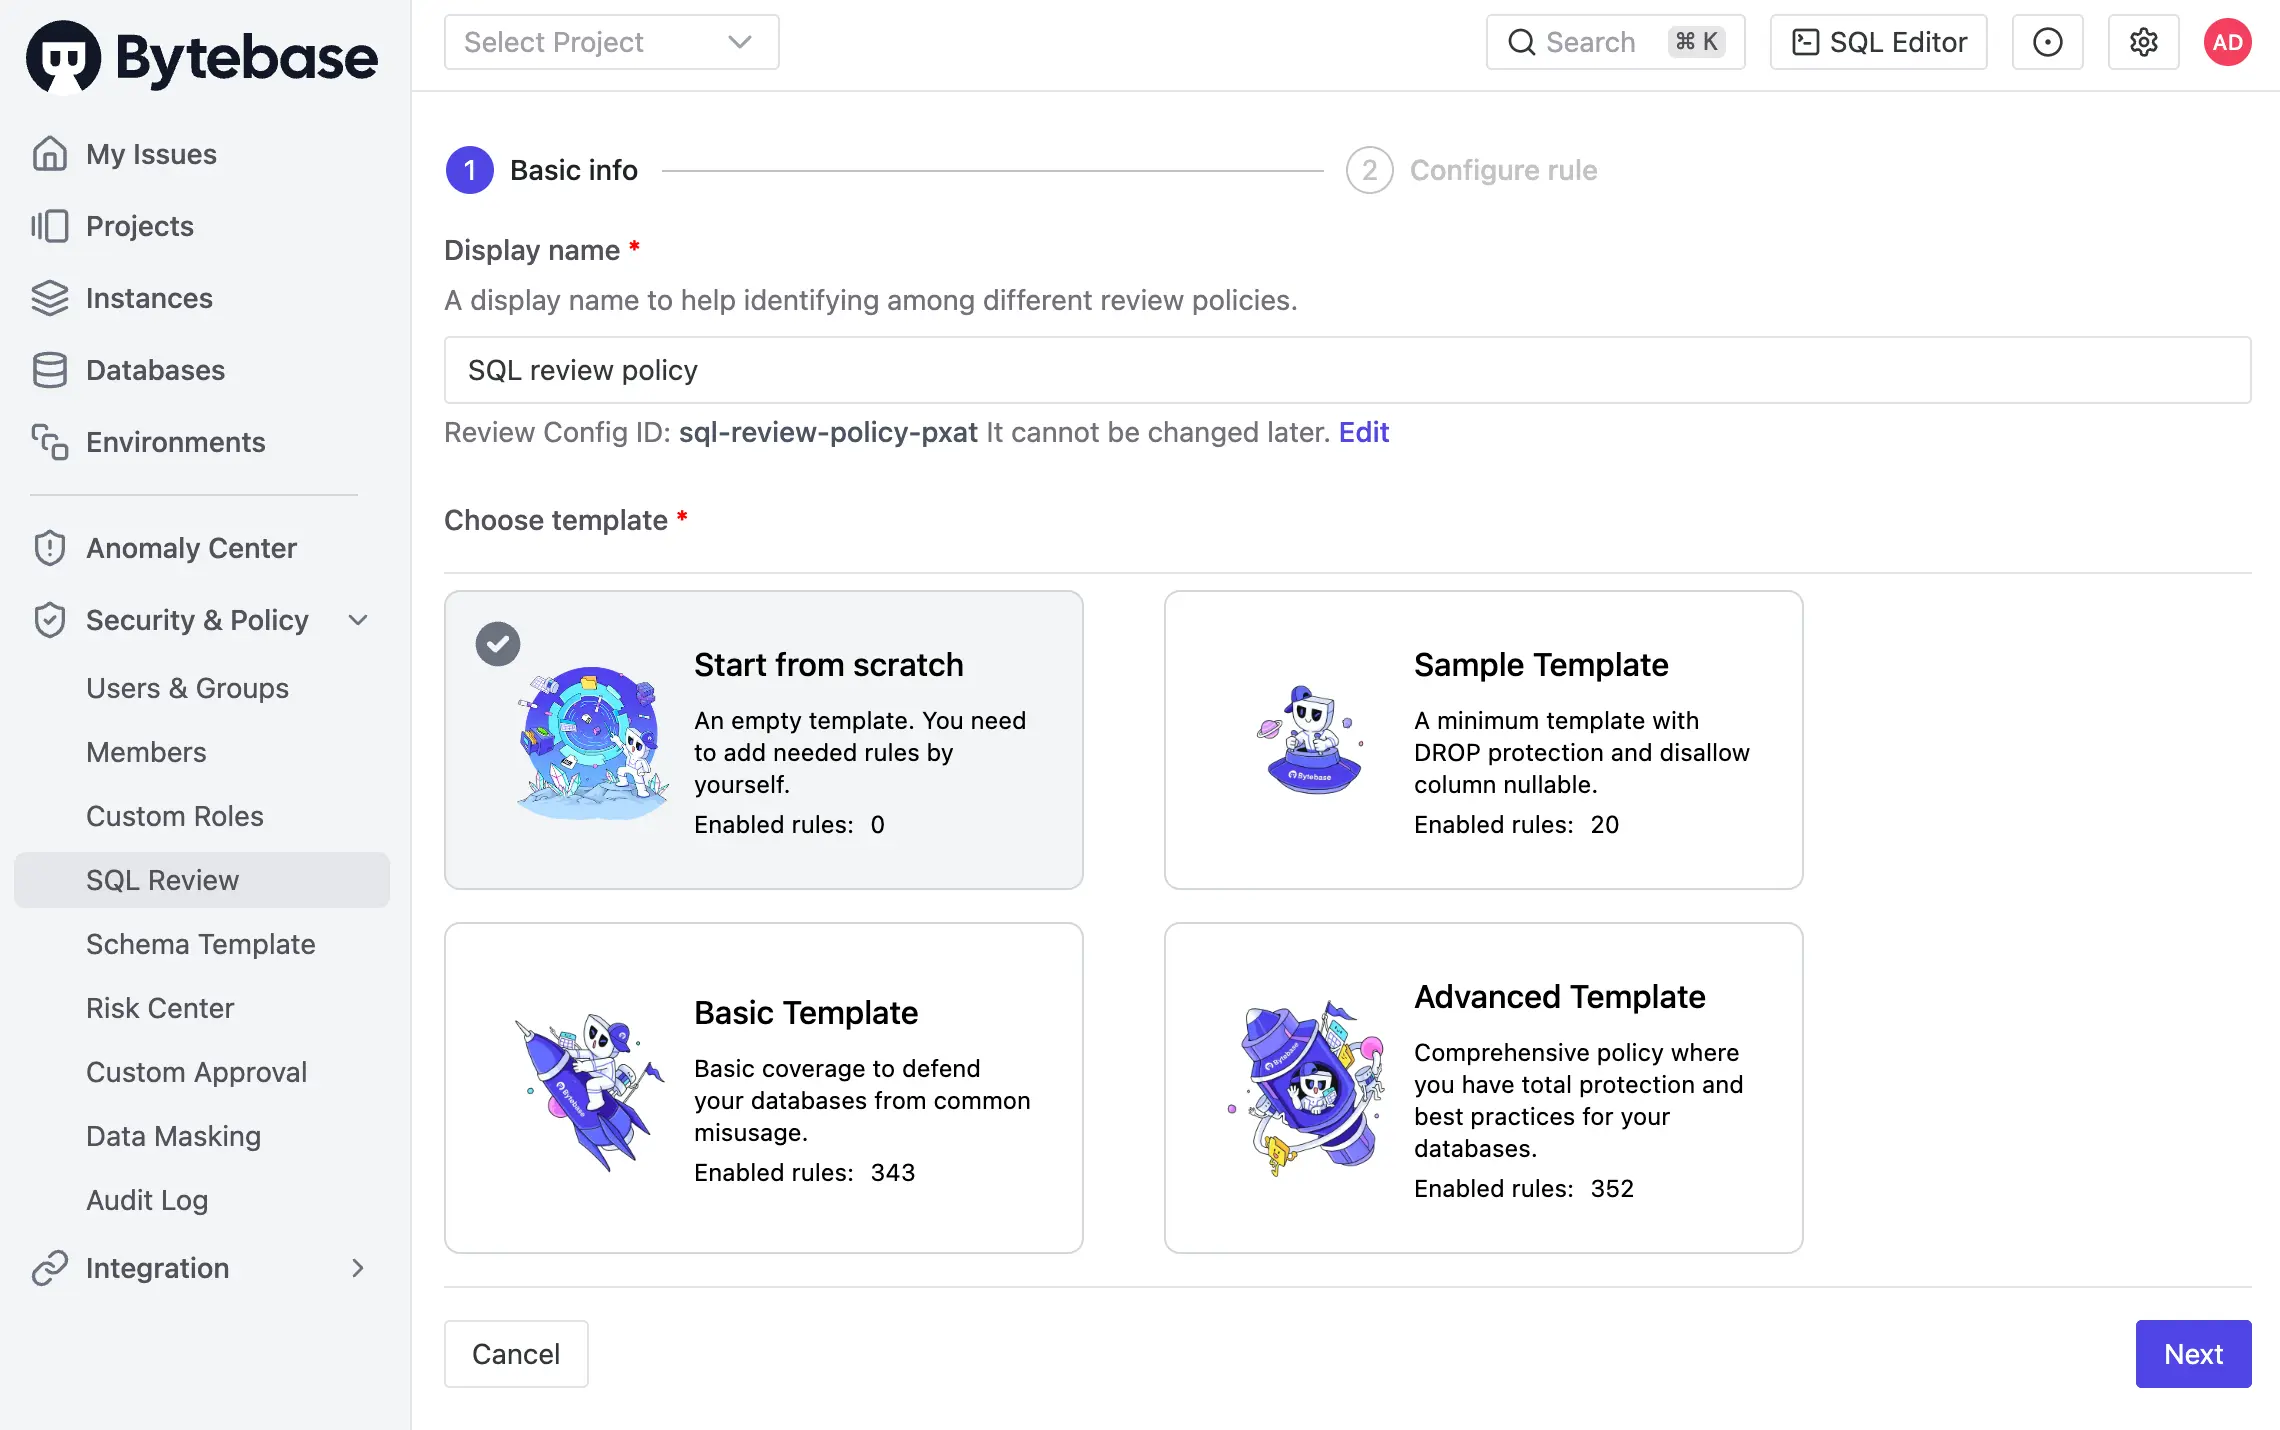 Bytebase
Select Project
Search ⌘ K
SQL Editor
AD
My Issues
Projects
Instances
Databases
Environments
Anomaly Center
Security & Policy
Users & Groups
Members
Custom Roles
SQL Review
Schema Template
Risk Center
Custom Approval
Data Masking
Audit Log
Integration
1 Basic info
2 Configure rule
Display name *
A display name to help identifying among different review policies.
SQL review policy
Review Config ID: sql-review-policy-pxat It cannot be changed later. Edit
Choose template *
Start from scratch
An empty template. You need
to add needed rules by
yourself.
Enabled rules: 0
Sample Template
A minimum template with
DROP protection and disallow
column nullable.
Enabled rules: 20
Bytebase
Basic Template
Basic coverage to defend
your databases from common
misusage.
Enabled rules: 343
Bytebase
Advanced Template
Comprehensive policy where
you have total protection and
best practices for your
databases.
Enabled rules: 352
Bytebase
Cancel
Next